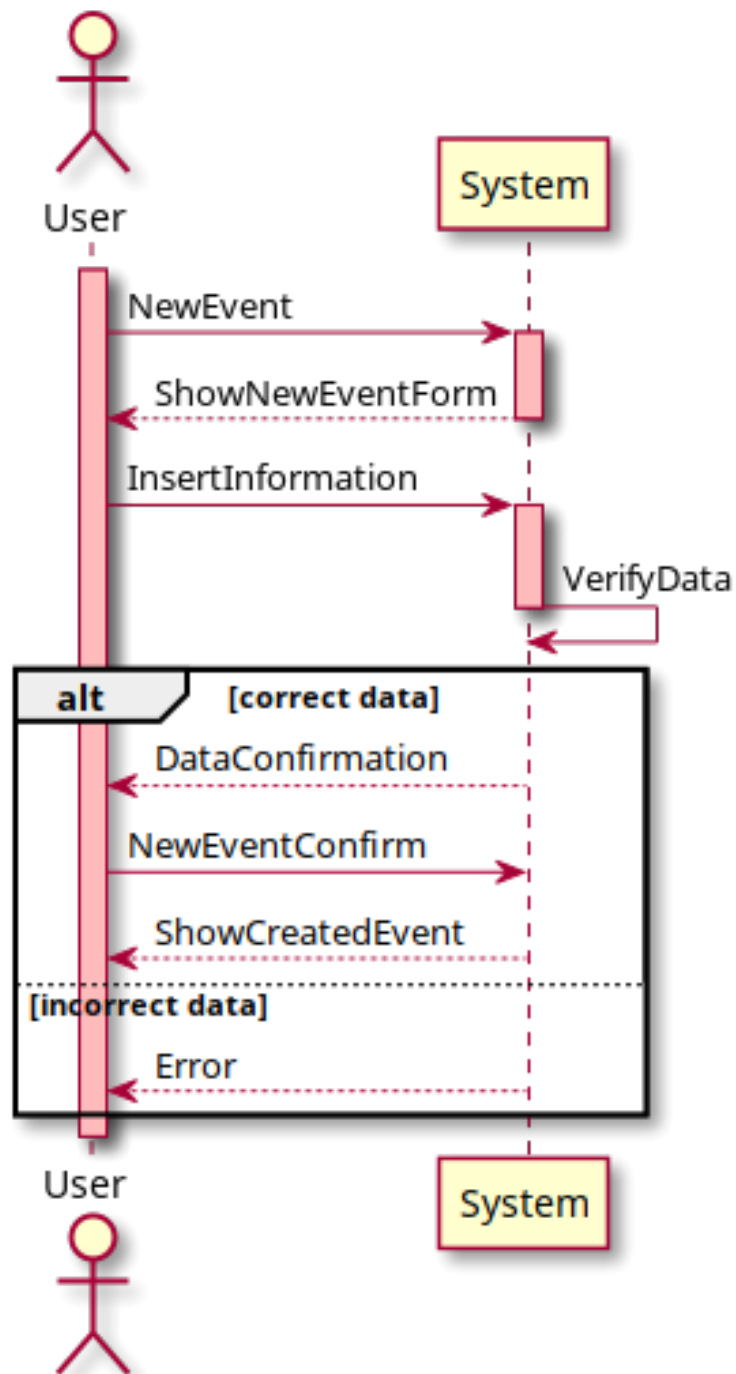 User
System
NewEvent
ShowNewEventForm
InsertInformation
VerifyData
alt [correct data]
DataConfirmation
NewEventConfirm
ShowCreatedEvent
[incorrect data]
Error
User
System